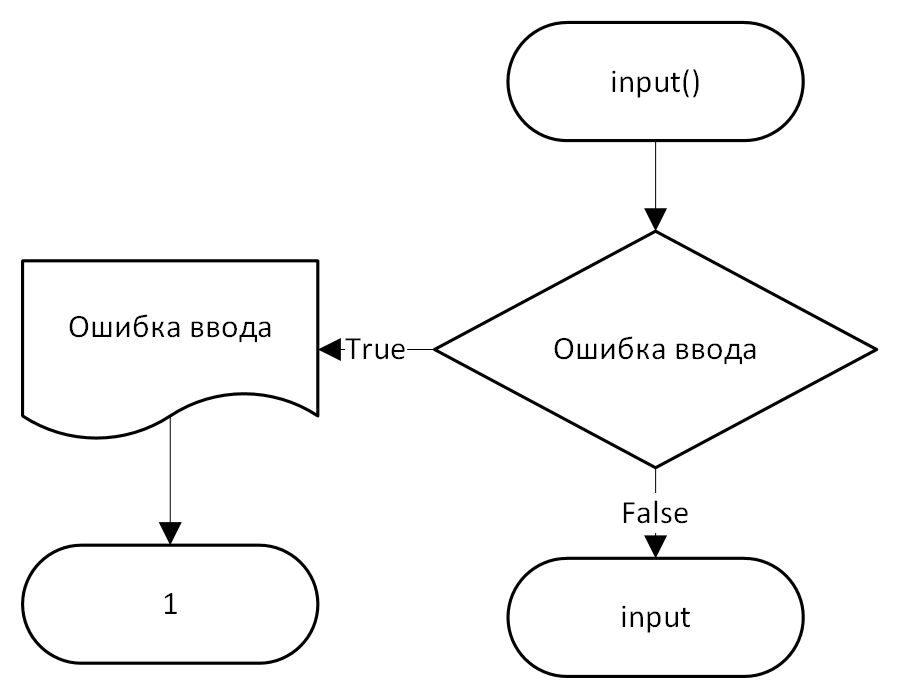 input()
Ошибка ввода
True
Ошибка ввода
False
1
input